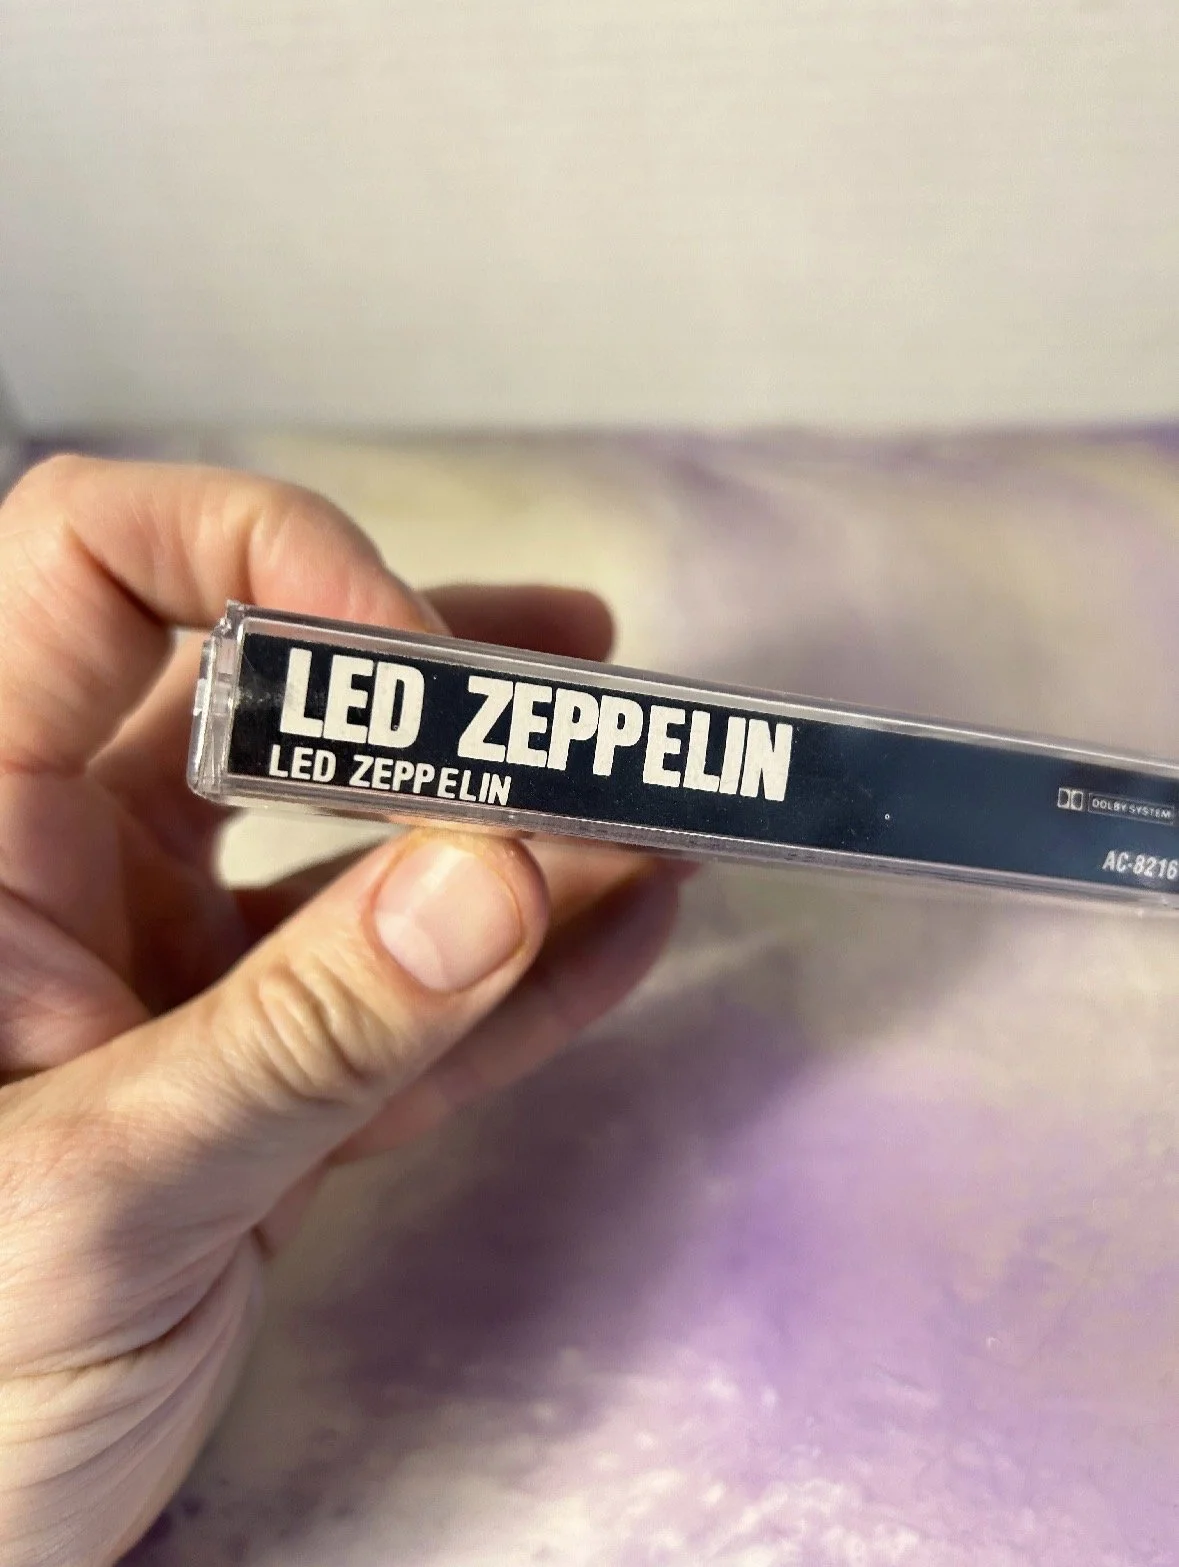 LED ZEPPELIN
LED ZEPPELIN
DOLBY SYSTEM
AC-8216